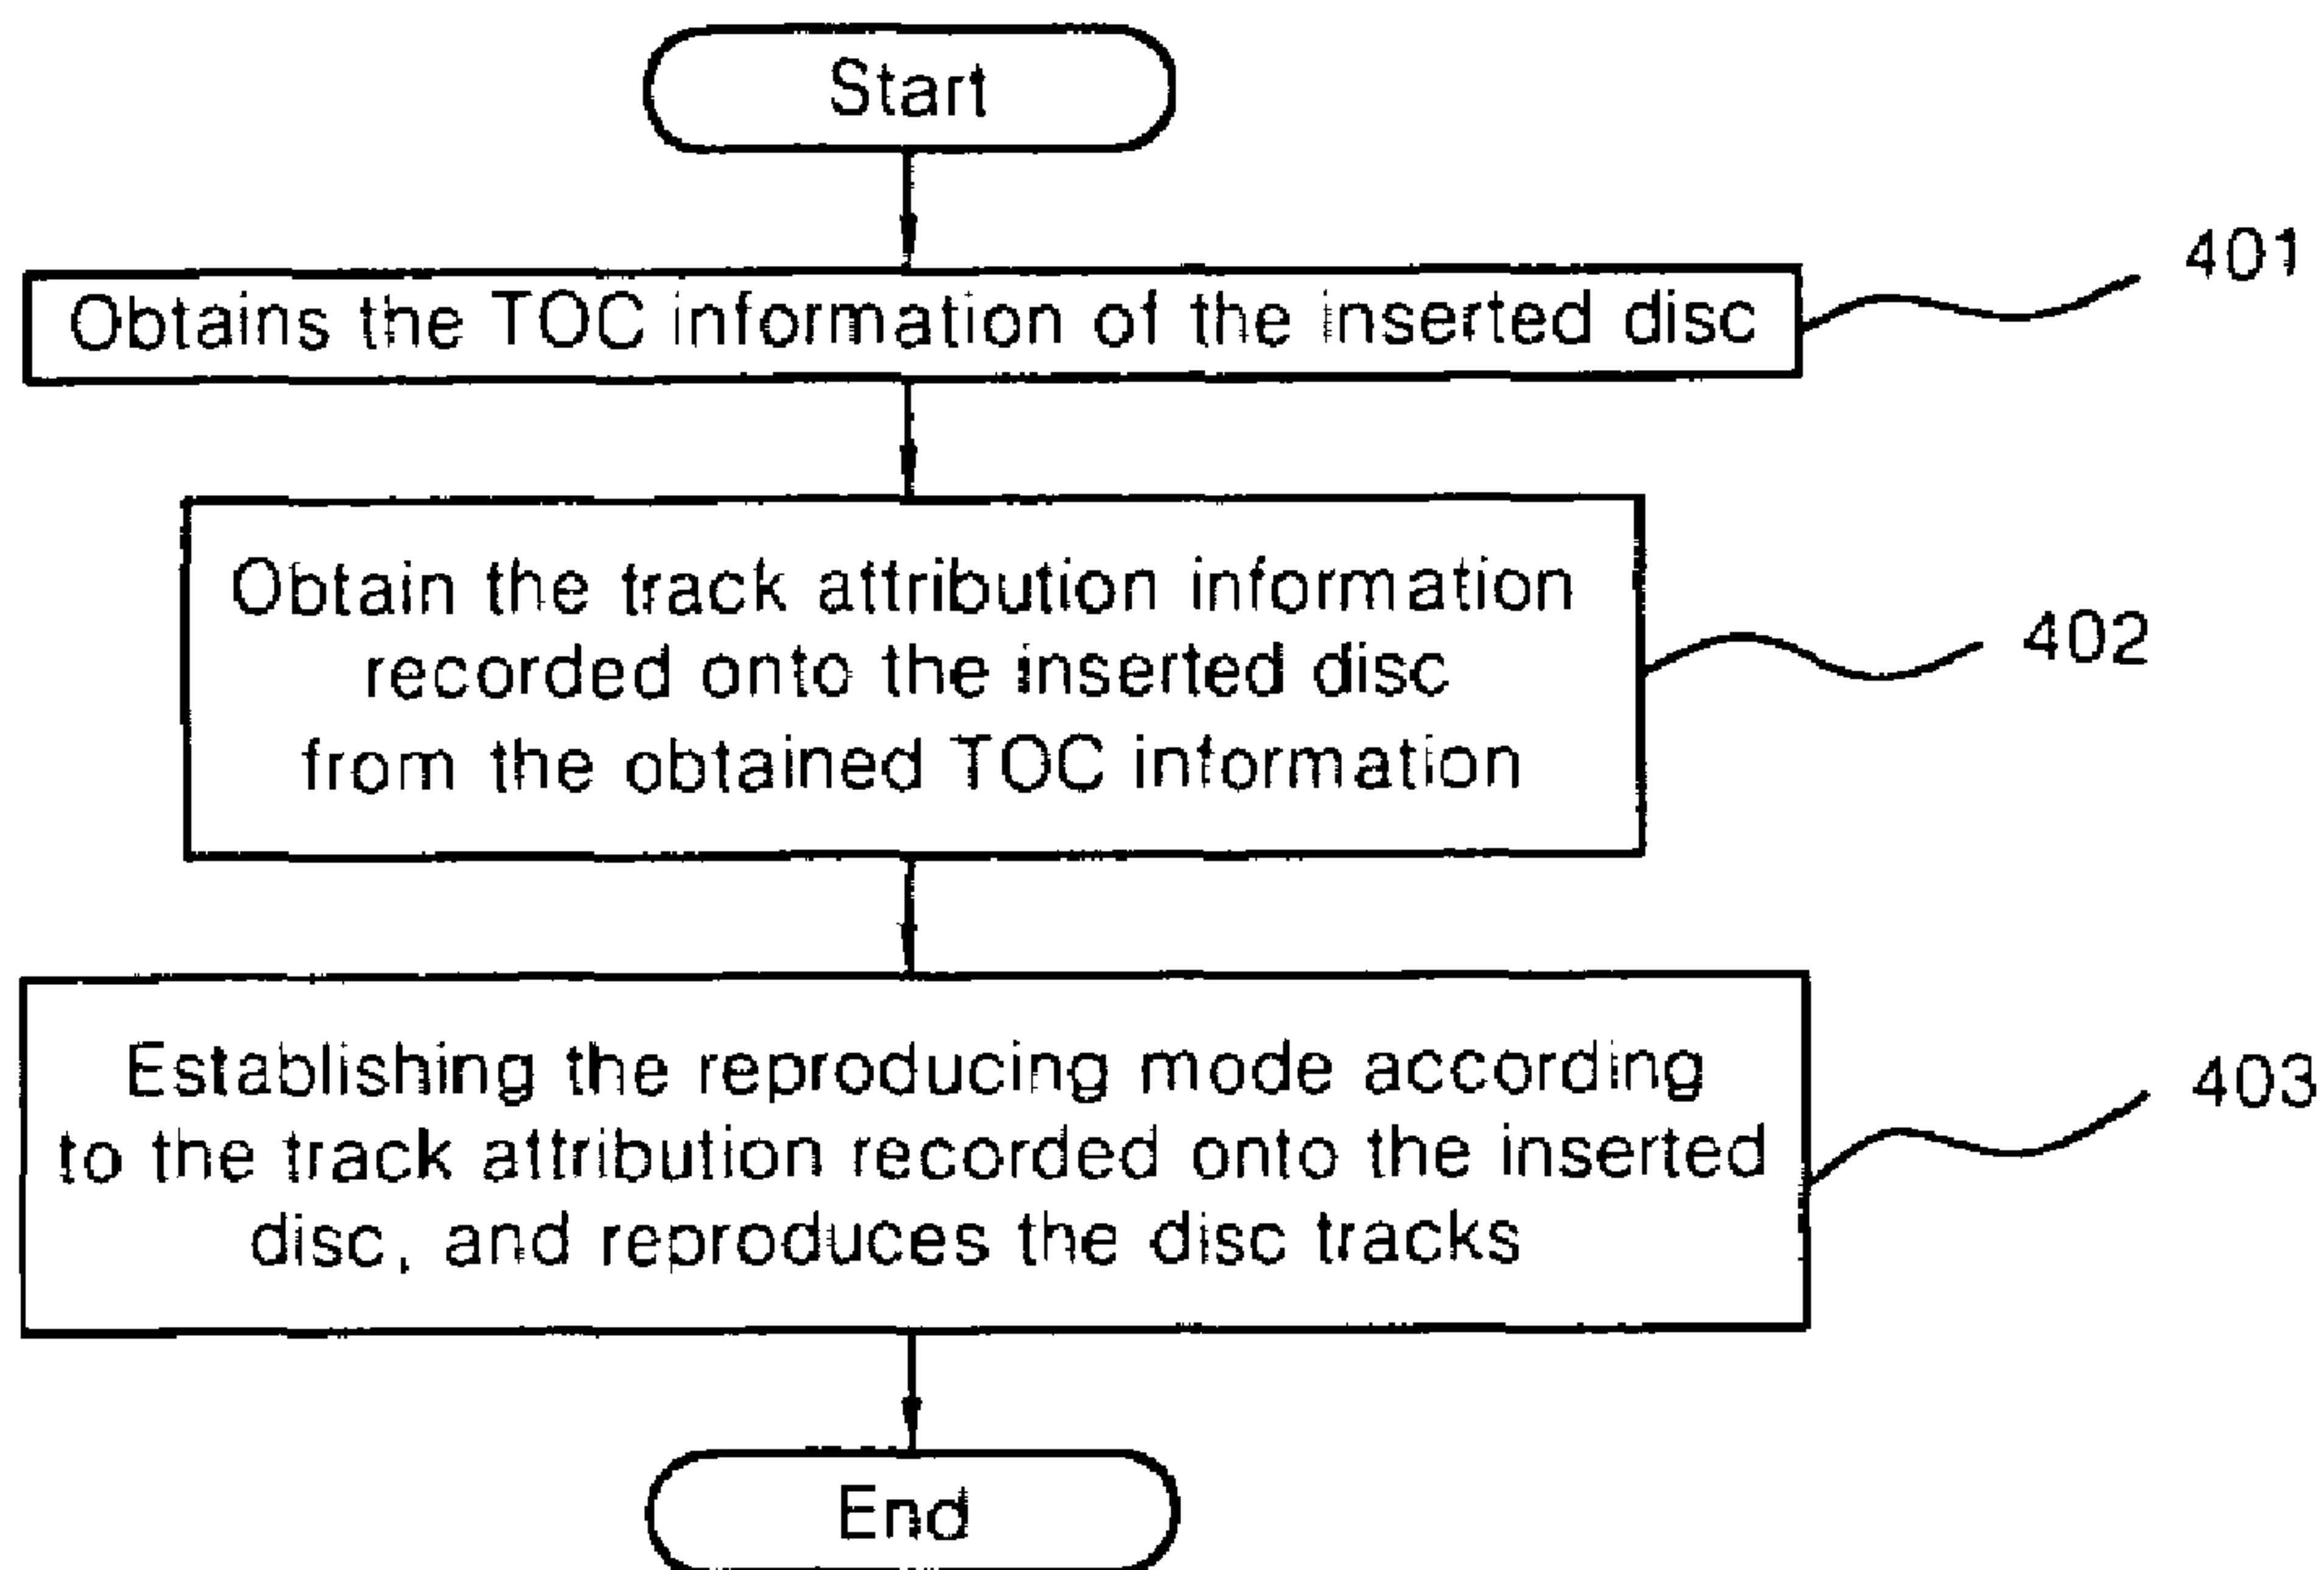 Start
Obtains the TOC information of the inserted disc
401
Obtain the track attribution information
recorded onto the inserted disc
from the obtained TOC information
402
Establishing the reproducing mode according
to the track attribution recorded onto the inserted
disc, and reproduces the disc tracks
403
End